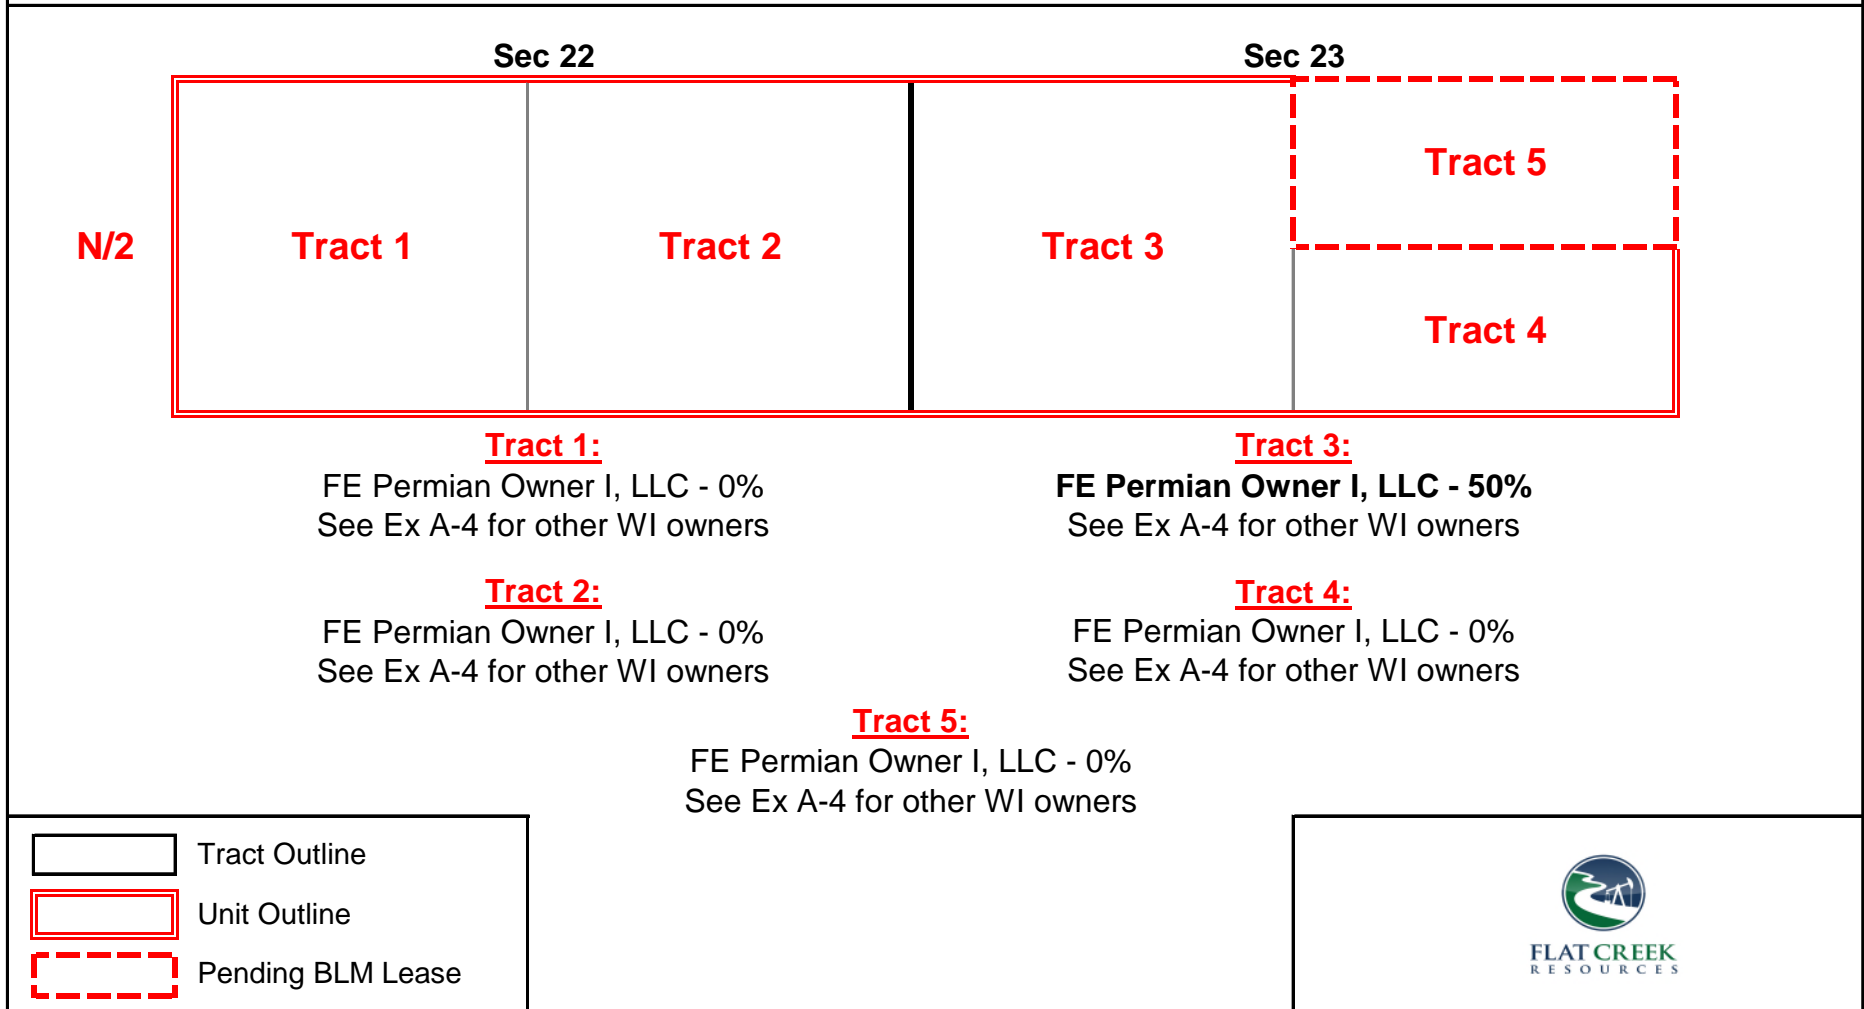 Sec 22
Sec 23
N/2
Tract 1
Tract 2
Tract 3
Tract 5
Tract 4
Tract 1:
FE Permian Owner I, LLC - 0%
See Ex A-4 for other WI owners
Tract 3:
FE Permian Owner I, LLC - 50%
See Ex A-4 for other WI owners
Tract 2:
FE Permian Owner I, LLC - 0%
See Ex A-4 for other WI owners
Tract 4:
FE Permian Owner I, LLC - 0%
See Ex A-4 for other WI owners
Tract 5:
FE Permian Owner I, LLC - 0%
See Ex A-4 for other WI owners
Tract Outline
Unit Outline
Pending BLM Lease
FLAT CREEK
RESOURCES